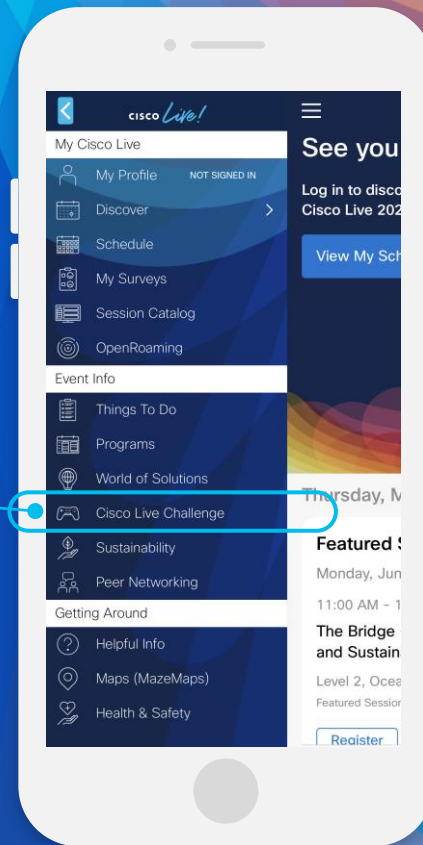 CISCO Live!
My Cisco Live
My Profile NOT SIGNED IN
Discover
Schedule
My Surveys
Session Catalog
OpenRoaming
Event Info
Things To Do
Programs
World of Solutions
Cisco Live Challenge
Sustainability
Peer Networking
Getting Around
Helpful Info
Maps (MazeMaps)
Health & Safety
See you
Log in to disco
Cisco Live 202
View My Sch
Thursday, M
Featured S
Monday, Jun
11:00 AM - 1
The Bridge
and Sustain
Level 2, Ocea
Featured Session
Register